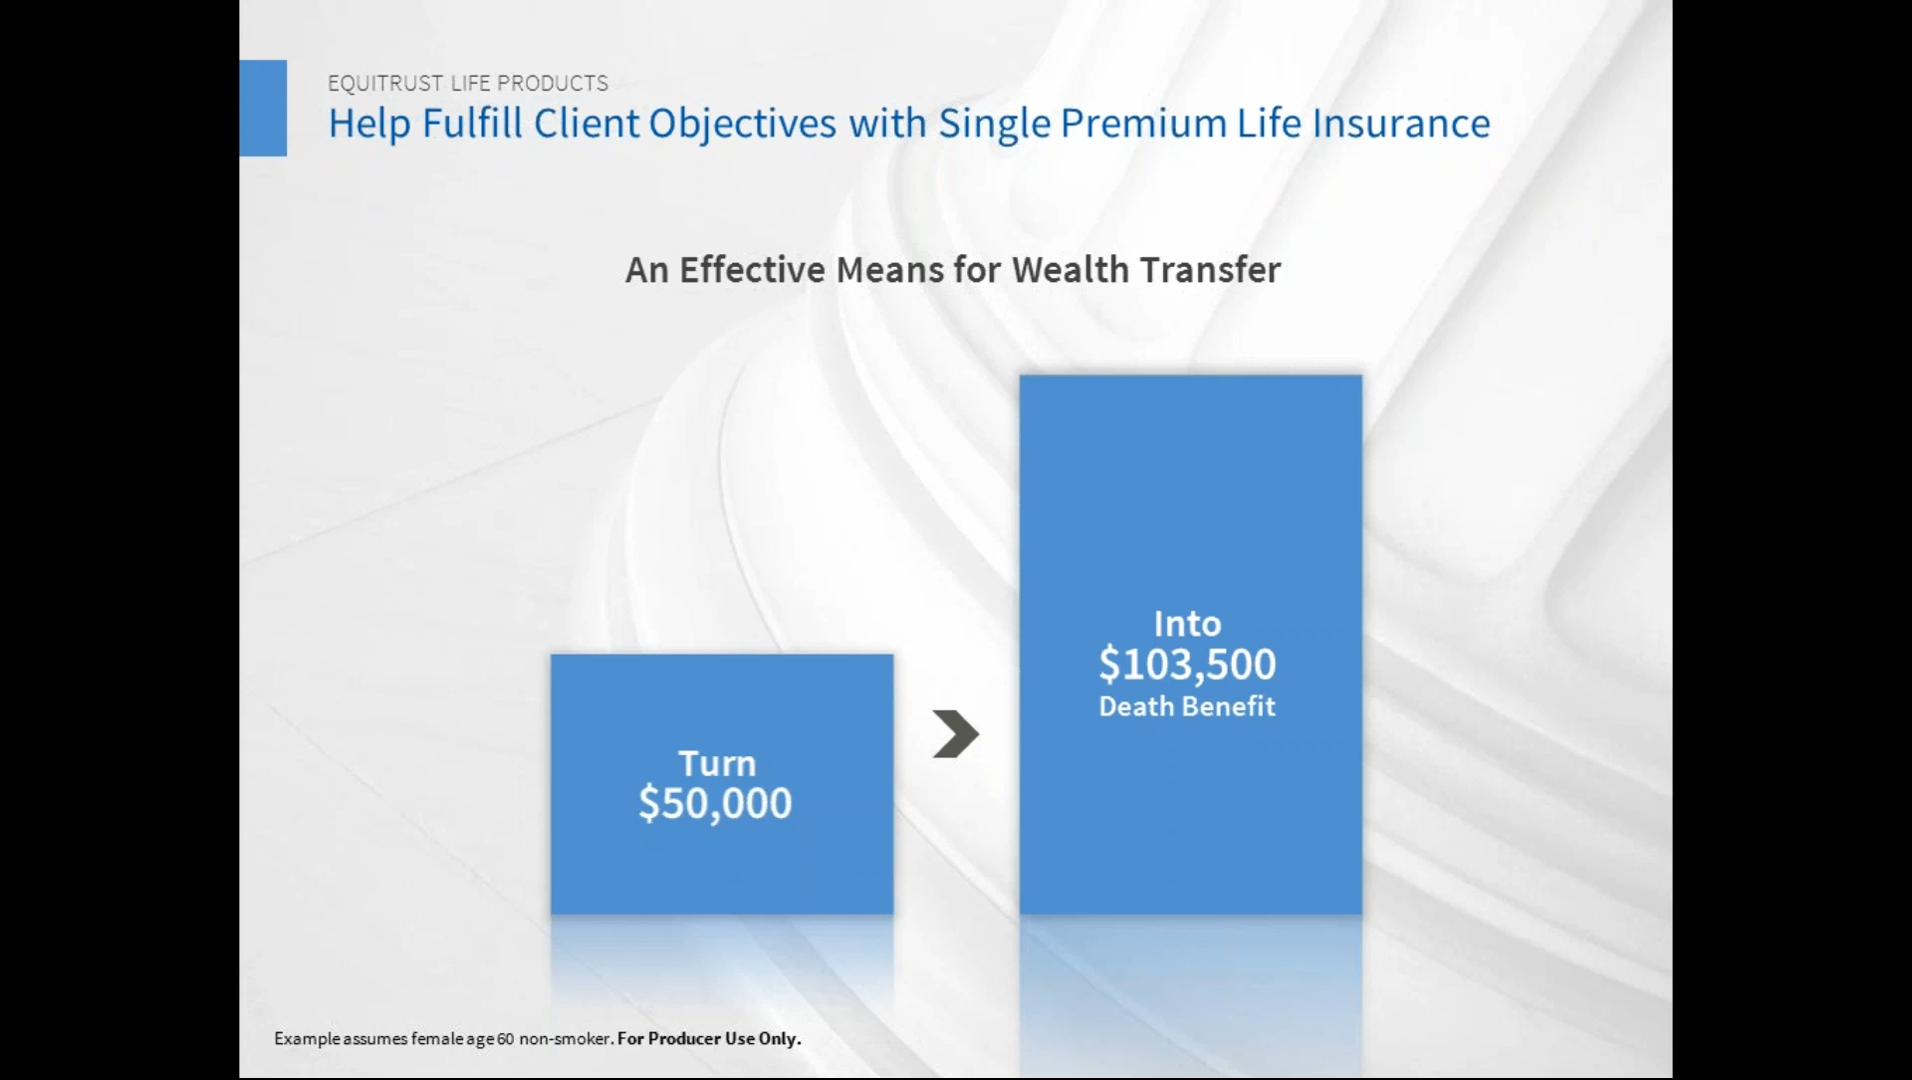 EQUITRUST LIFE PRODUCTS
Help Fulfill Client Objectives with Single Premium Life Insurance
An Effective Means for Wealth Transfer
Turn
$50,000
Into
$103,500
Death Benefit
Example assumes female age 60 non-smoker. For Producer Use Only.